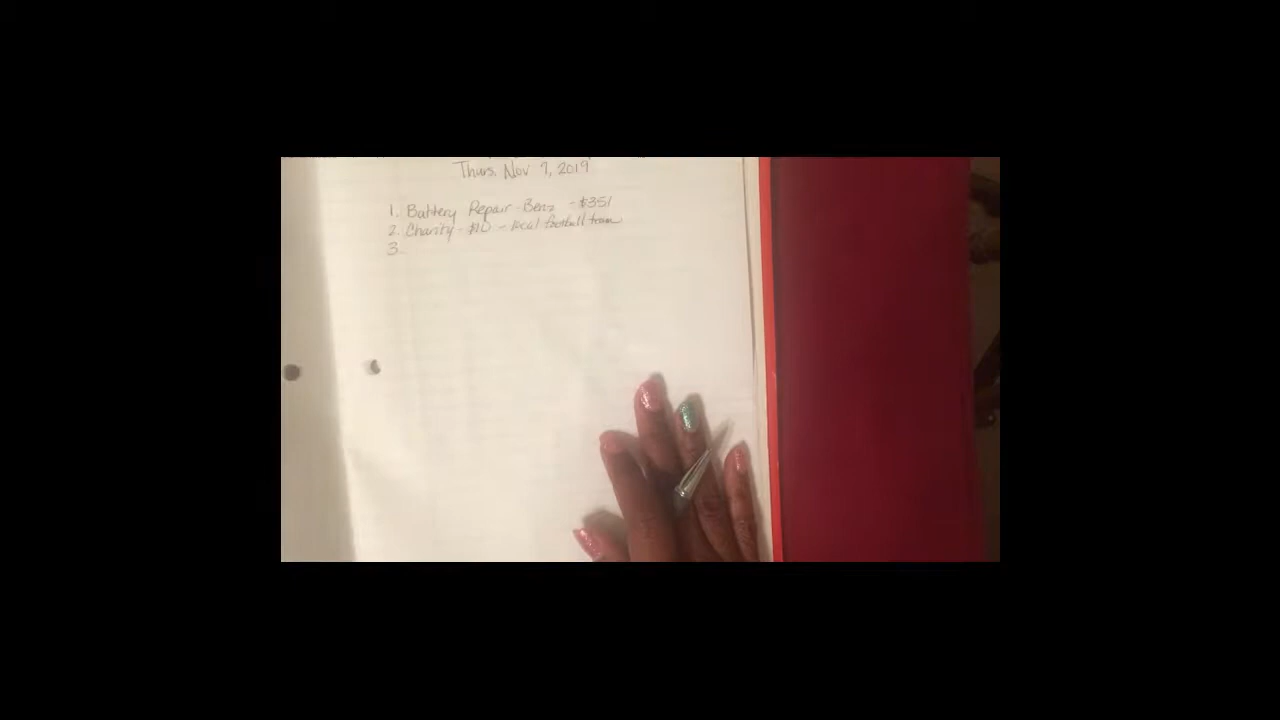 Thurs. Nov 7, 2019
1. Battery Repair - Benz - $351
2. Charity - $10 - local football team
3.